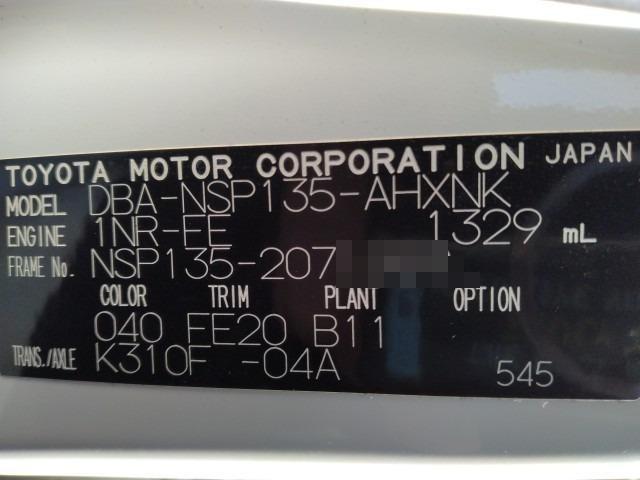 TOYOTA MOTOR CORPORATION JAPAN
MODEL DBA-NSP135-AHXNK
ENGINE 1NR-FE 1329 mL
FRAME No. NSP135-207
COLOR TRIM PLANT OPTION
040 FE20 B11
TRANS./AXLE K310F -04A 545